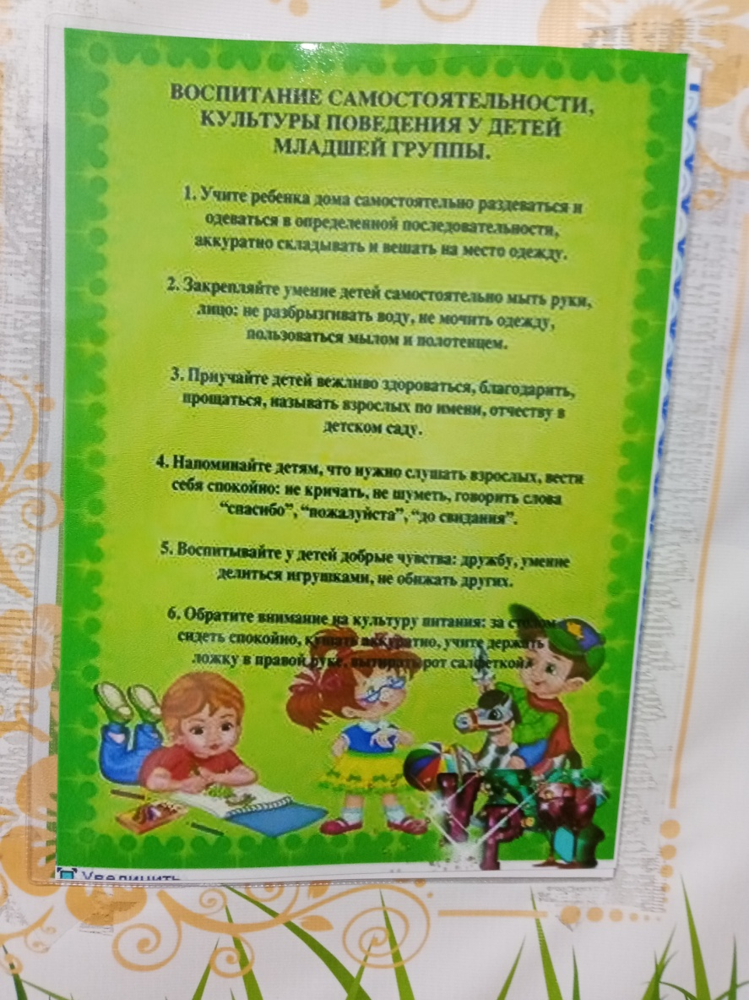 ВОСПИТАНИЕ САМОСТОЯТЕЛЬНОСТИ,
КУЛЬТУРЫ ПОВЕДЕНИЯ У ДЕТЕЙ
МЛАДШЕЙ ГРУППЫ.
1. Учите ребенка дома самостоятельно раздеваться и
одеваться в определенной последовательности,
аккуратно складывать и вешать на место одежду.
2. Закрепляйте умение детей самостоятельно мыть руки,
лицо: не разбрызгивать воду, не мочить одежду,
пользоваться мылом и полотенцем.
3. Приучайте детей вежливо здороваться, благодарить,
прощаться, называть взрослых по имени, отчеству в
детском саду.
4. Напоминайте детям, что нужно слушать взрослых, вести
себя спокойно: не кричать, не шуметь, говорить слова
“спасибо”, “пожалуйста”, “до свидания”.
5. Воспитывайте у детей добрые чувства: дружбу, умение
делиться игрушками, не обижать других.
6. Обратите внимание на культуру питания: за столом
сидеть спокойно, кушать аккуратно, учите держать
ложку в правой руке, вытирать рот салфеткой.
Увеличить